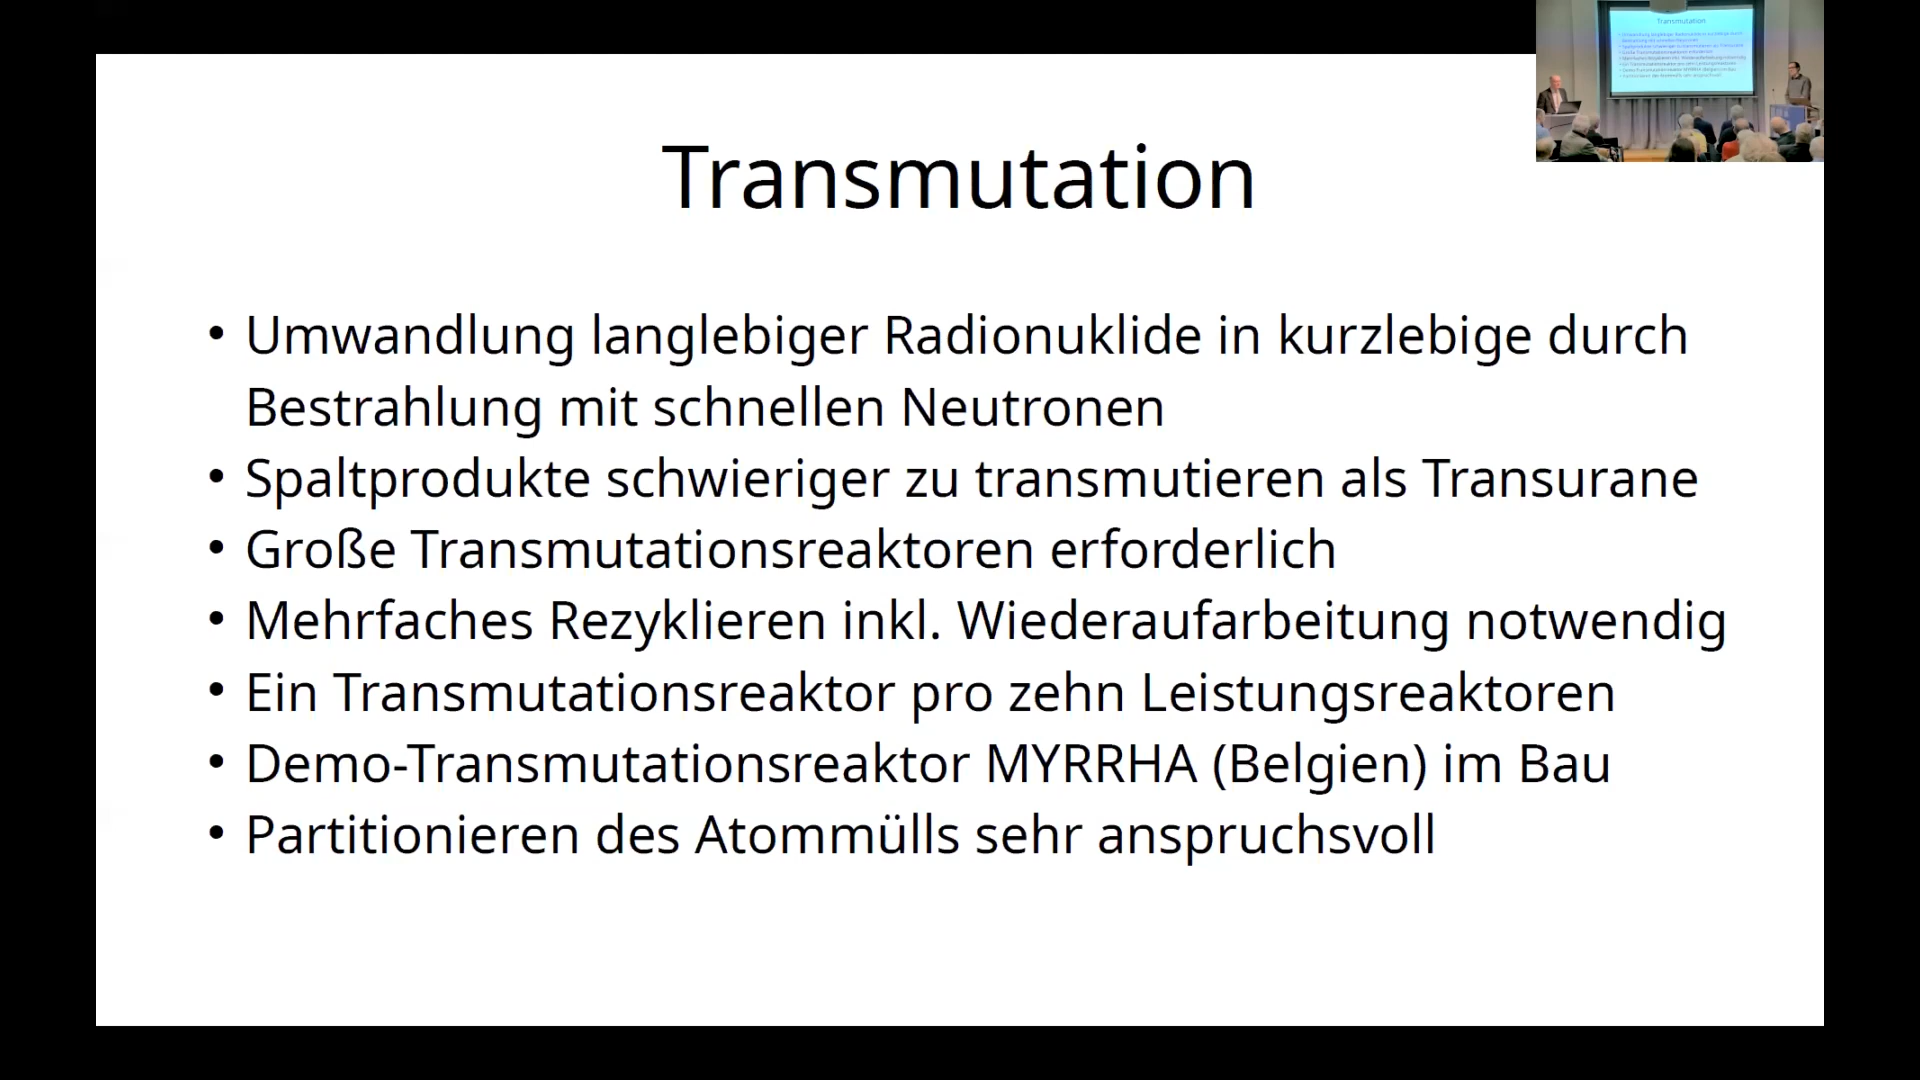 Transmutation
• Umwandlung langlebiger Radionuklide in kurzlebige durch
Bestrahlung mit schnellen Neutronen
• Spaltprodukte schwieriger zu transmutieren als Transurane
• Große Transmutationsreaktoren erforderlich
• Mehrfaches Rezyklieren inkl. Wiederaufarbeitung notwendig
• Ein Transmutationsreaktor pro zehn Leistungsreaktoren
• Demo-Transmutationsreaktor MYRRHA (Belgien) im Bau
• Partitionieren des Atommülls sehr anspruchsvoll
Transmutation